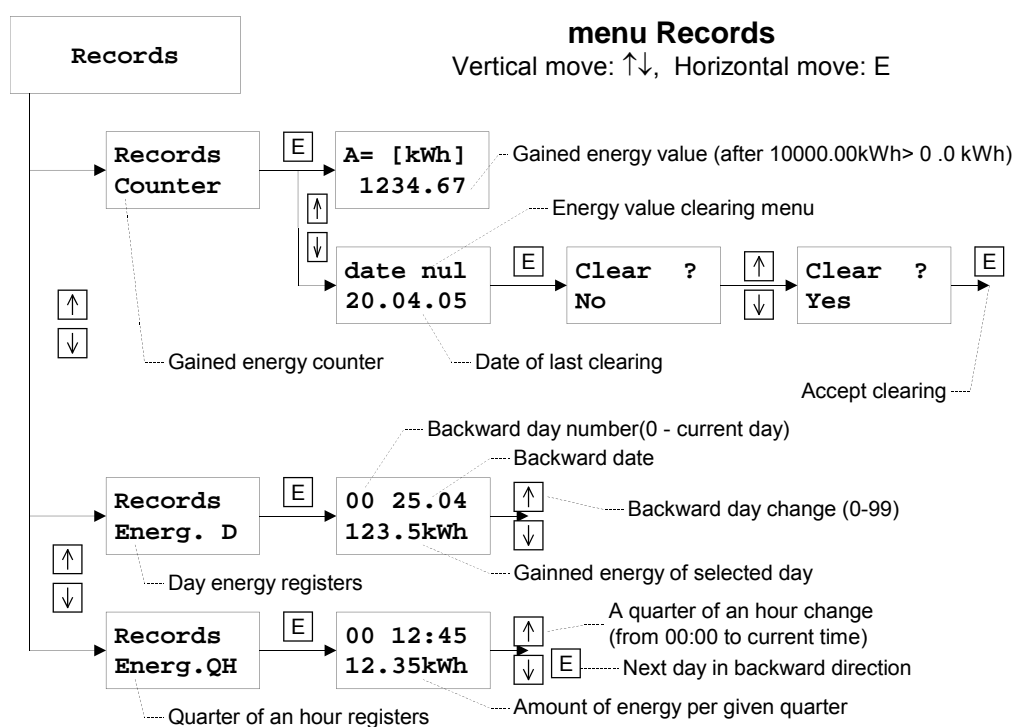 menu Records
Vertical move: ↑↓, Horizontal move: E
Records
Records
Counter
E
A= [kWh]
1234.67
Gained energy value (after 10000.00kWh> 0 .0 kWh)
↑
↓
Energy value clearing menu
date nul
20.04.05
E
Clear ?
No
↑
↓
Clear ?
Yes
E
↑
↓
Gained energy counter
Date of last clearing
Accept clearing
Backward day number(0 - current day)
Backward date
Records
Energ. D
E
00 25.04
123.5kWh
↑
↓
Backward day change (0-99)
↑
↓
Day energy registers
Gainned energy of selected day
Records
Energ.QH
E
00 12:45
12.35kWh
↑
↓
A quarter of an hour change
(from 00:00 to current time)
E
Next day in backward direction
Quarter of an hour registers
Amount of energy per given quarter